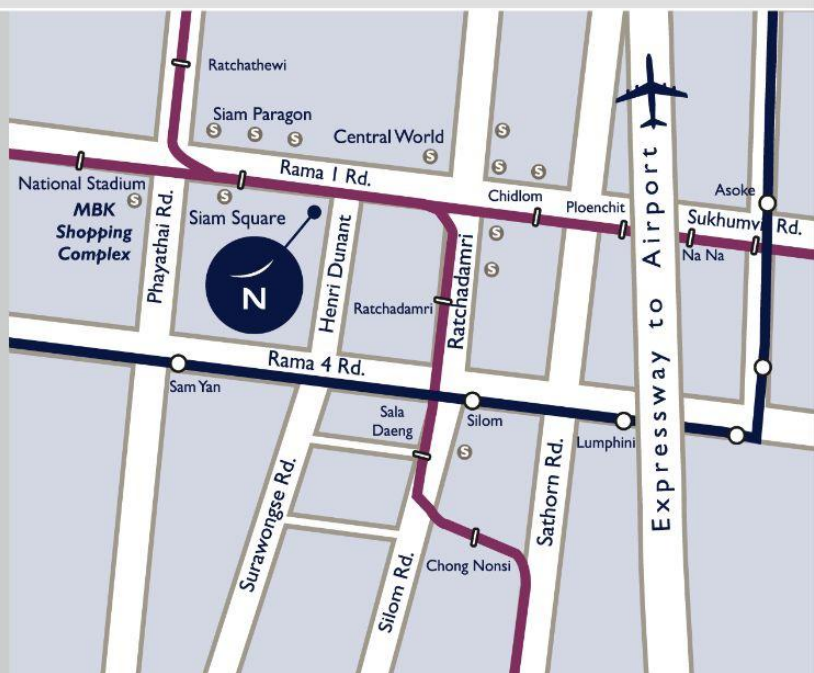 Ratchathewi
Siam Paragon
S
S
S
Central World
S
S
S
S
Rama 1 Rd.
National Stadium
S
MBK
Shopping
Complex
Phayathai Rd.
S
Siam Square
N
Henri Dunant
Ratchadamri
Ratchadamri
S
S
Chidlom
Ploenchit
Expressway to Airport
Asoke
Sukhumvi Rd.
Na Na
Rama 4 Rd.
Sam Yan
Sala
Daeng
Silom
S
Lumphini
Surawongse Rd.
Silom Rd.
Chong Nonsi
Sathorn Rd.